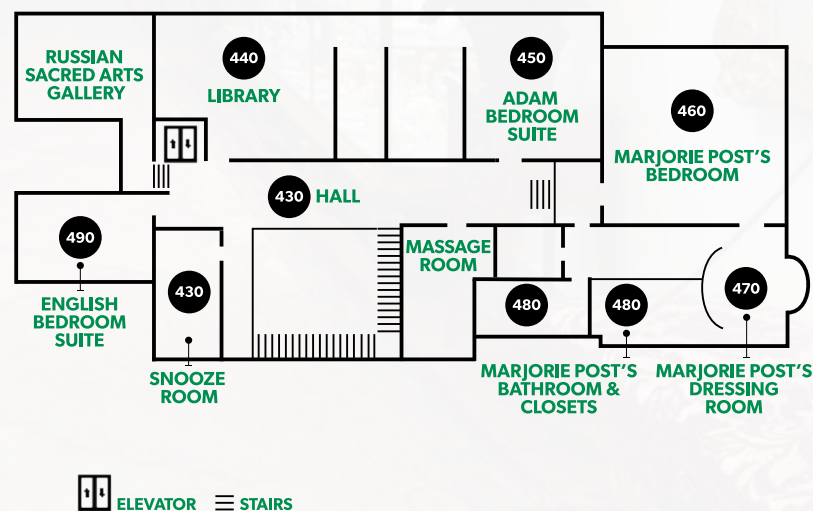 RUSSIAN
SACRED ARTS
GALLERY
440
LIBRARY
450
ADAM
BEDROOM
SUITE
460
MARJORIE POST'S
BEDROOM
430 HALL
490
ENGLISH
BEDROOM
SUITE
430
SNOOZE
ROOM
MASSAGE
ROOM
480
480
MARJORIE POST'S
BATHROOM &
CLOSETS
470
MARJORIE POST'S
DRESSING
ROOM
ELEVATOR
STAIRS